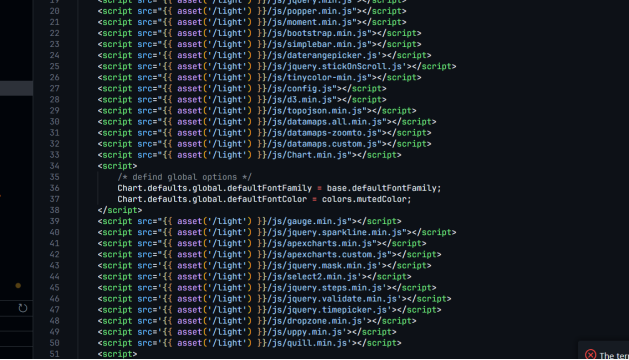 19 <script src="{{ asset('/light') }}/js/jquery.min.js"></script>
20 <script src="{{ asset('/light') }}/js/popper.min.js"></script>
21 <script src="{{ asset('/light') }}/js/moment.min.js"></script>
22 <script src="{{ asset('/light') }}/js/bootstrap.min.js"></script>
23 <script src="{{ asset('/light') }}/js/simplebar.min.js"></script>
24 <script src='{{ asset('/light') }}/js/daterangepicker.js'></script>
25 <script src='{{ asset('/light') }}/js/jquery.stickOnScroll.js'></script>
26 <script src="{{ asset('/light') }}/js/tinycolor-min.js"></script>
27 <script src="{{ asset('/light') }}/js/config.js"></script>
28 <script src="{{ asset('/light') }}/js/d3.min.js"></script>
29 <script src="{{ asset('/light') }}/js/topojson.min.js"></script>
30 <script src="{{ asset('/light') }}/js/datamaps.all.min.js"></script>
31 <script src="{{ asset('/light') }}/js/datamaps-zoomto.js"></script>
32 <script src="{{ asset('/light') }}/js/datamaps.custom.js"></script>
33 <script src="{{ asset('/light') }}/js/Chart.min.js"></script>
34 <script>
35 /* defind global options */
36 Chart.defaults.global.defaultFontFamily = base.defaultFontFamily;
37 Chart.defaults.global.defaultFontColor = colors.mutedColor;
38 </script>
39 <script src="{{ asset('/light') }}/js/gauge.min.js"></script>
40 <script src="{{ asset('/light') }}/js/jquery.sparkline.min.js"></script>
41 <script src="{{ asset('/light') }}/js/apexcharts.min.js"></script>
42 <script src="{{ asset('/light') }}/js/apexcharts.custom.js"></script>
43 <script src='{{ asset('/light') }}/js/jquery.mask.min.js'></script>
44 <script src='{{ asset('/light') }}/js/select2.min.js'></script>
45 <script src='{{ asset('/light') }}/js/jquery.steps.min.js'></script>
46 <script src='{{ asset('/light') }}/js/jquery.validate.min.js'></script>
47 <script src='{{ asset('/light') }}/js/jquery.timepicker.js'></script>
48 <script src='{{ asset('/light') }}/js/dropzone.min.js'></script>
49 <script src='{{ asset('/light') }}/js/uppy.min.js'></script>
50 <script src='{{ asset('/light') }}/js/quill.min.js'></script>
51 <script>
The ter